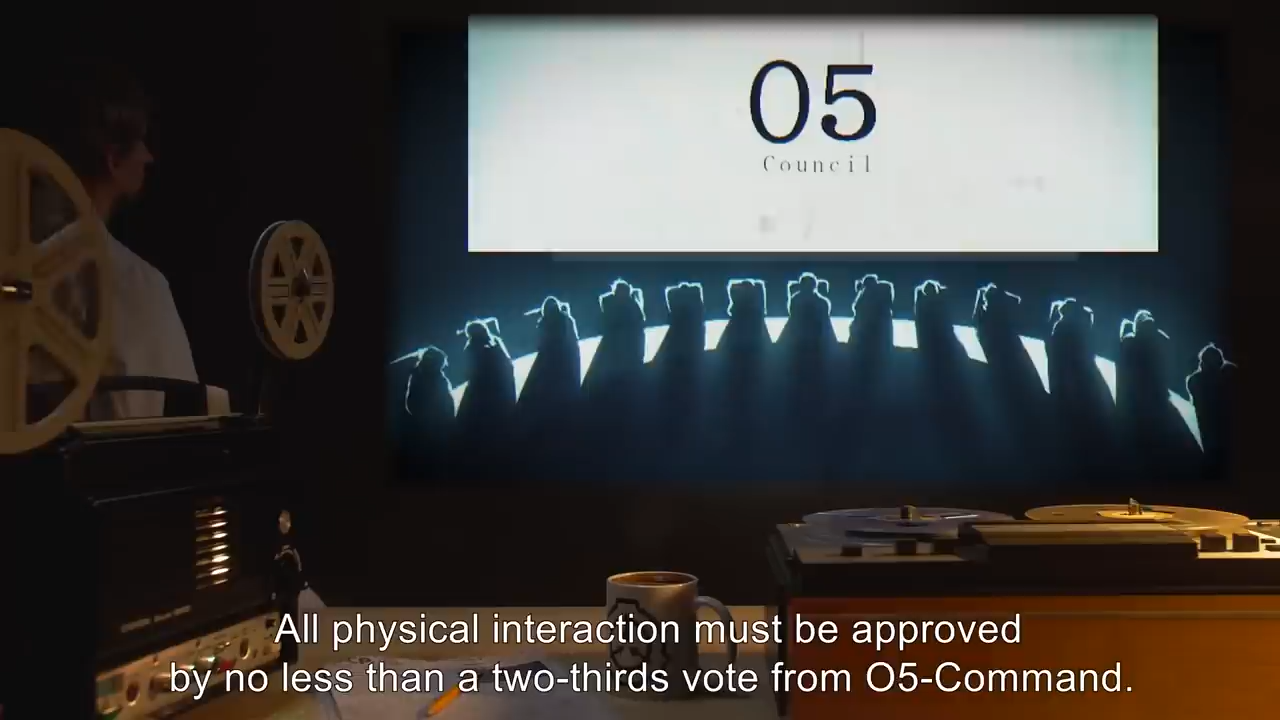 05
Council
All physical interaction must be approved
by no less than a two-thirds vote from O5-Command.